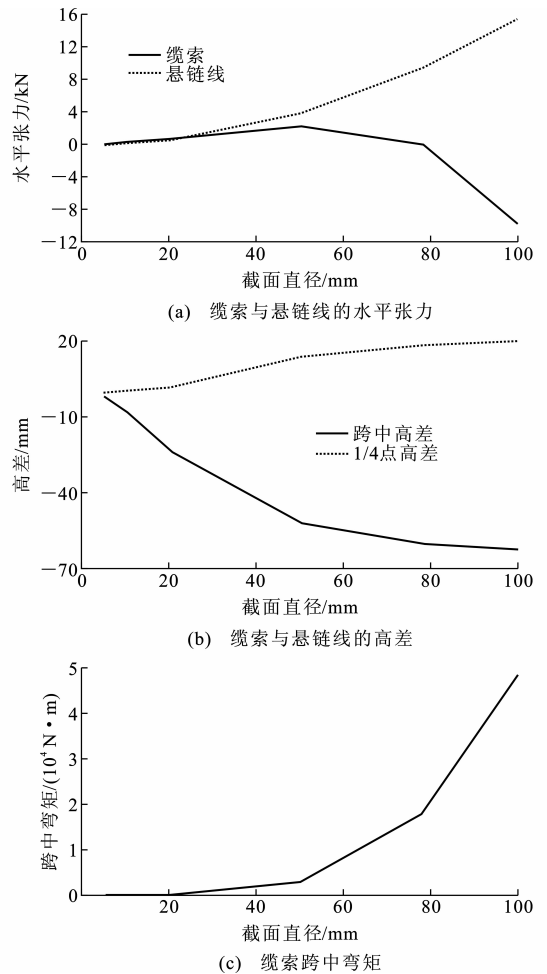 16
12
8
4
0
－4
－8
－12
水平张力/kN
缆索
悬链线
0
20
40
60
80
100
截面直径/mm
(a) 缆索与悬链线的水平张力
20
－10
－40
－70
高差/mm
跨中高差
1/4点高差
0
20
40
60
80
100
截面直径/mm
(b) 缆索与悬链线的高差
5
4
3
2
1
0
跨中弯矩/(10⁴ N·m)
0
20
40
60
80
100
截面直径/mm
(c) 缆索跨中弯矩